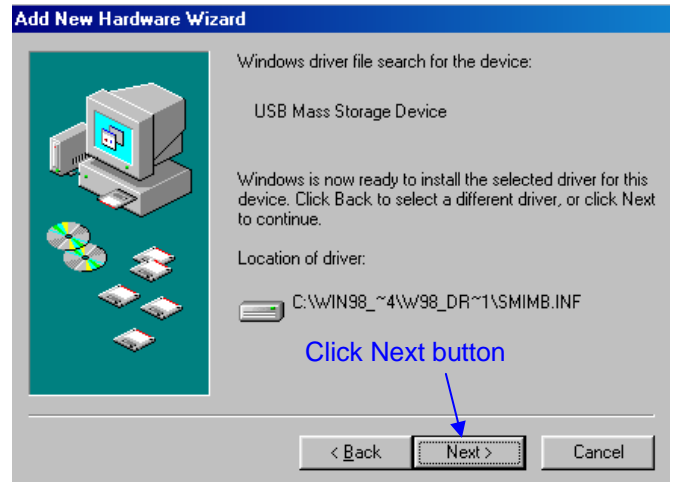 Add New Hardware Wizard
Windows driver file search for the device:
USB Mass Storage Device
Windows is now ready to install the selected driver for this
device. Click Back to select a different driver, or click Next
to continue.
Location of driver:
C:\WIN98_~4\W98_DR~1\SMIMB.INF
Click Next button
< Back
Next >
Cancel